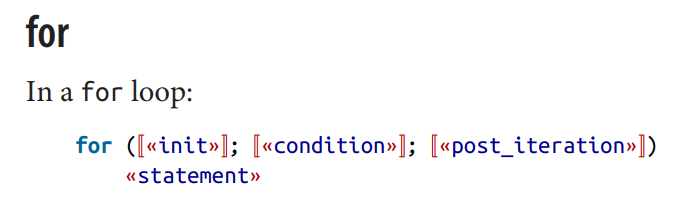 for
In a for loop:
for (⟦«init»⟧; ⟦«condition»⟧; ⟦«post_iteration»⟧)
«statement»